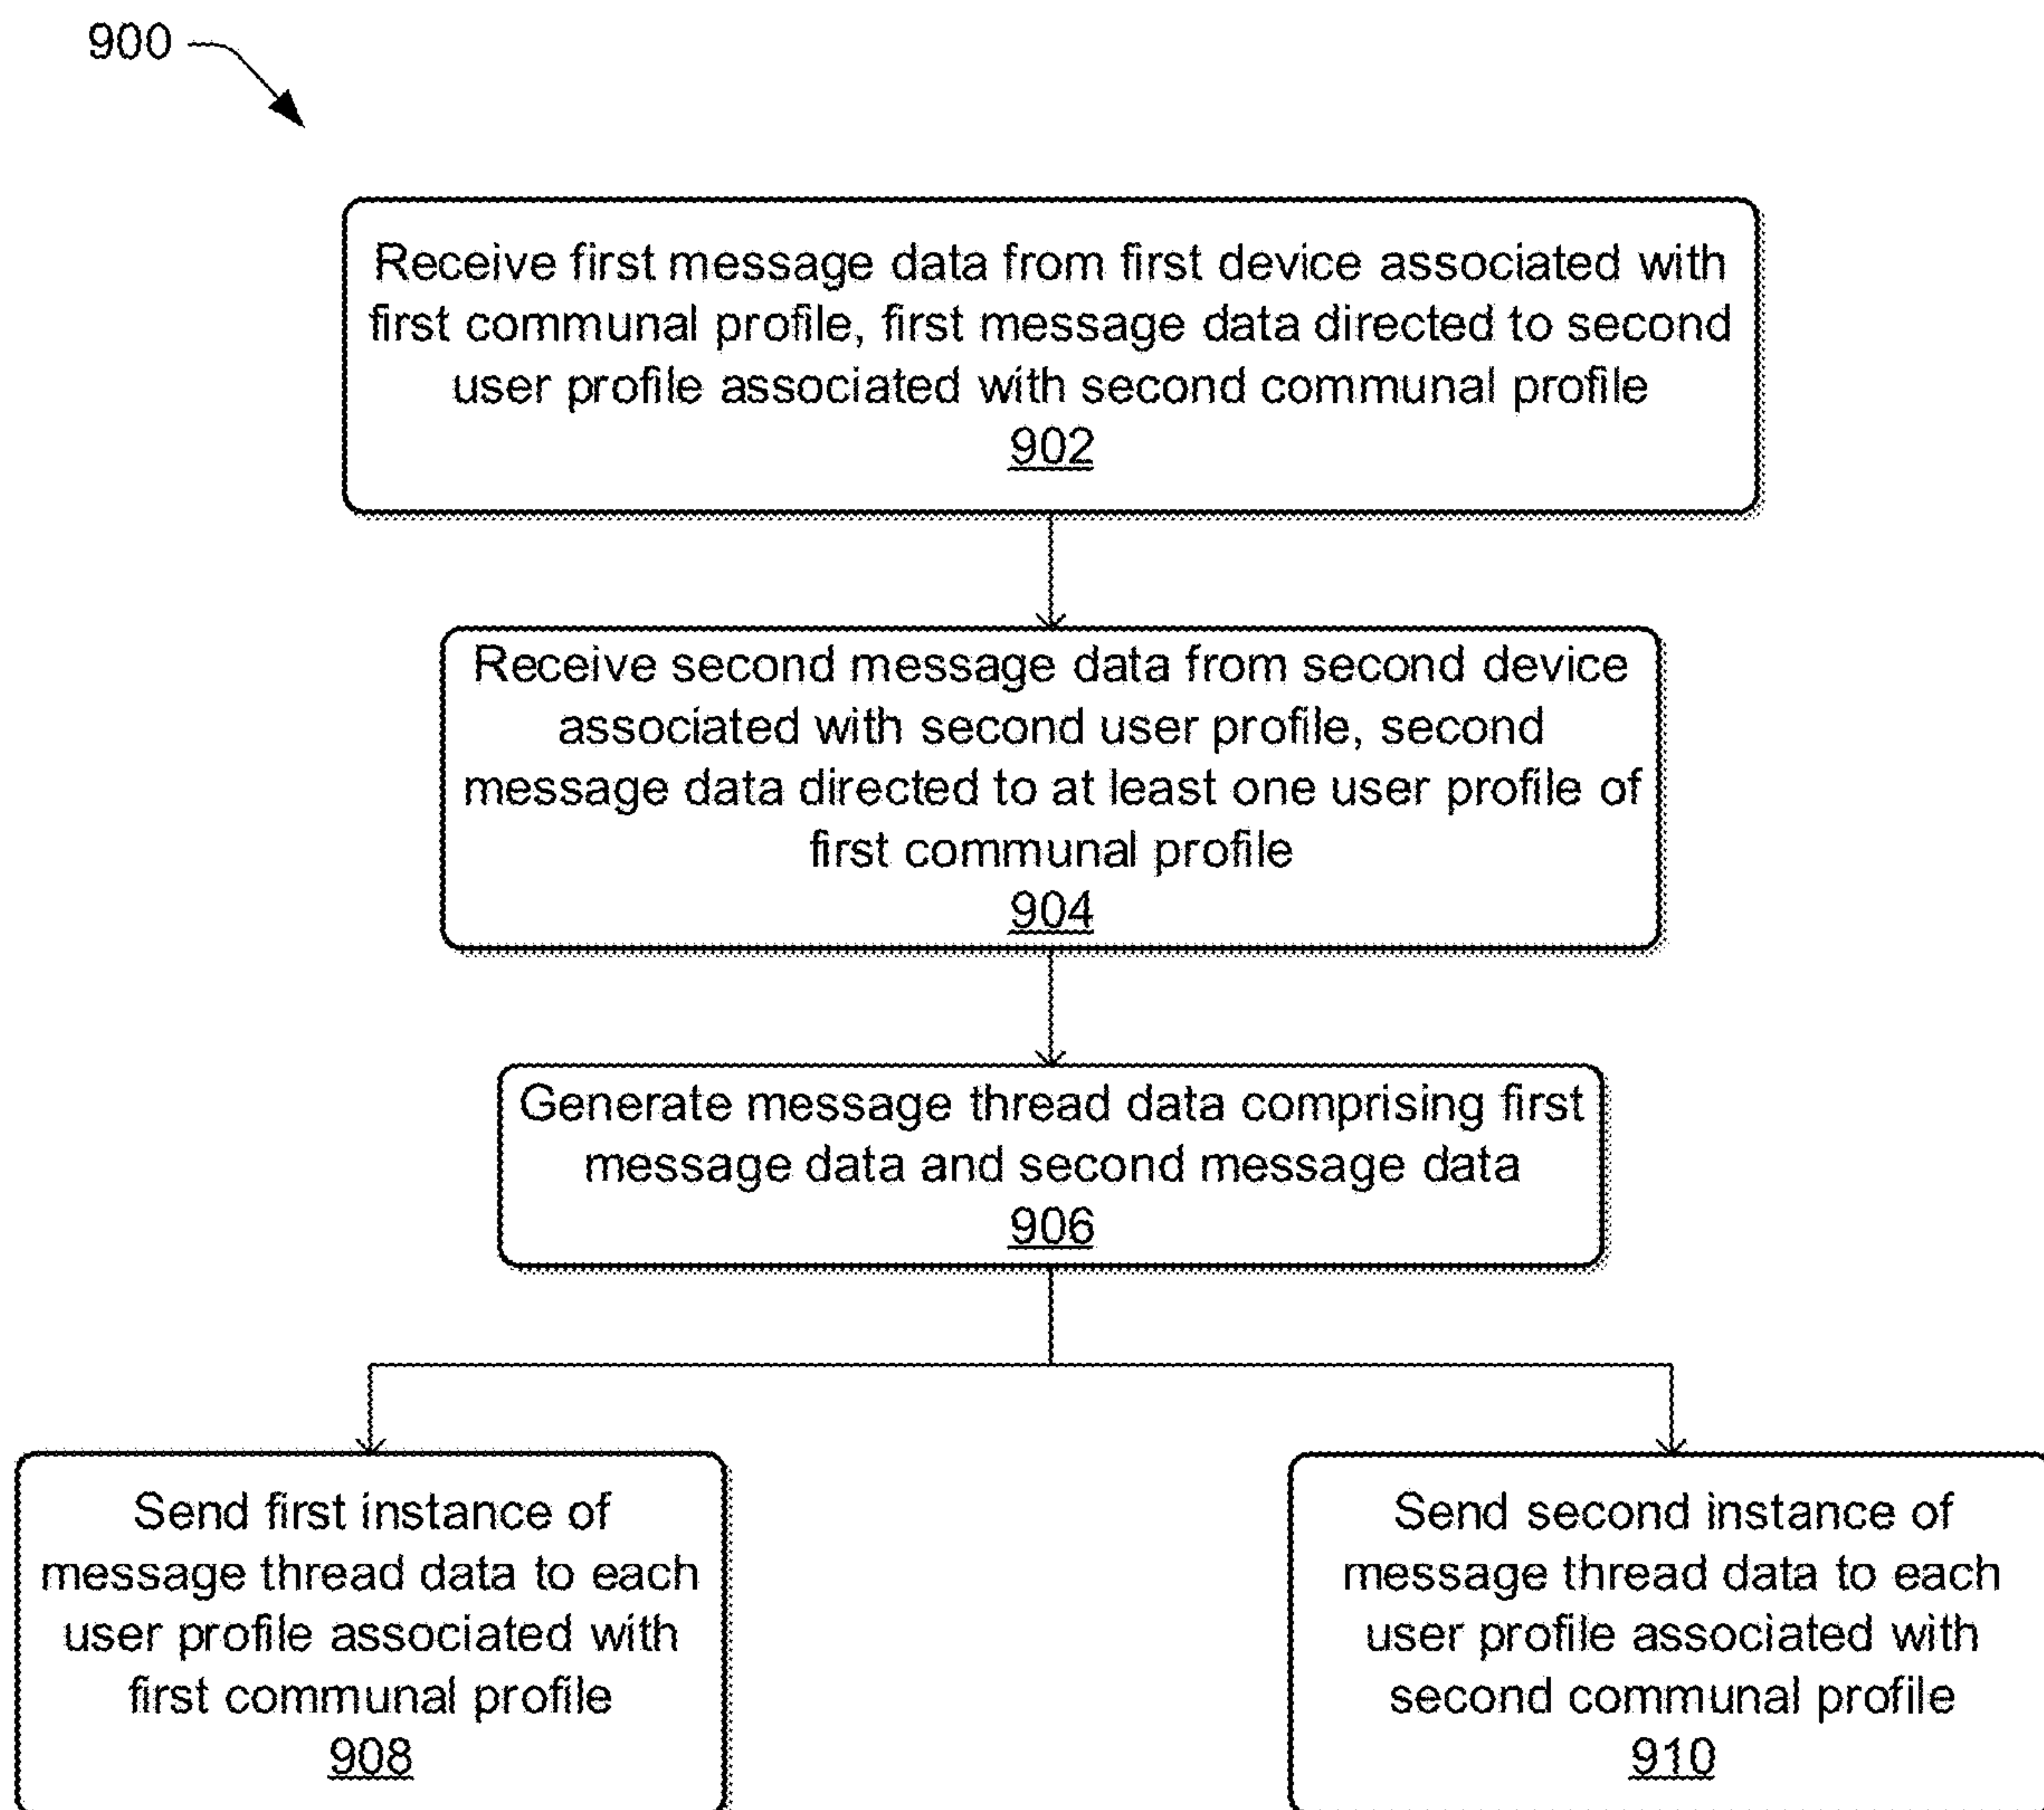 900
Receive first message data from first device associated with
first communal profile, first message data directed to second
user profile associated with second communal profile
902
Receive second message data from second device
associated with second user profile, second
message data directed to at least one user profile of
first communal profile
904
Generate message thread data comprising first
message data and second message data
906
Send first instance of
message thread data to each
user profile associated with
first communal profile
908
Send second instance of
message thread data to each
user profile associated with
second communal profile
910